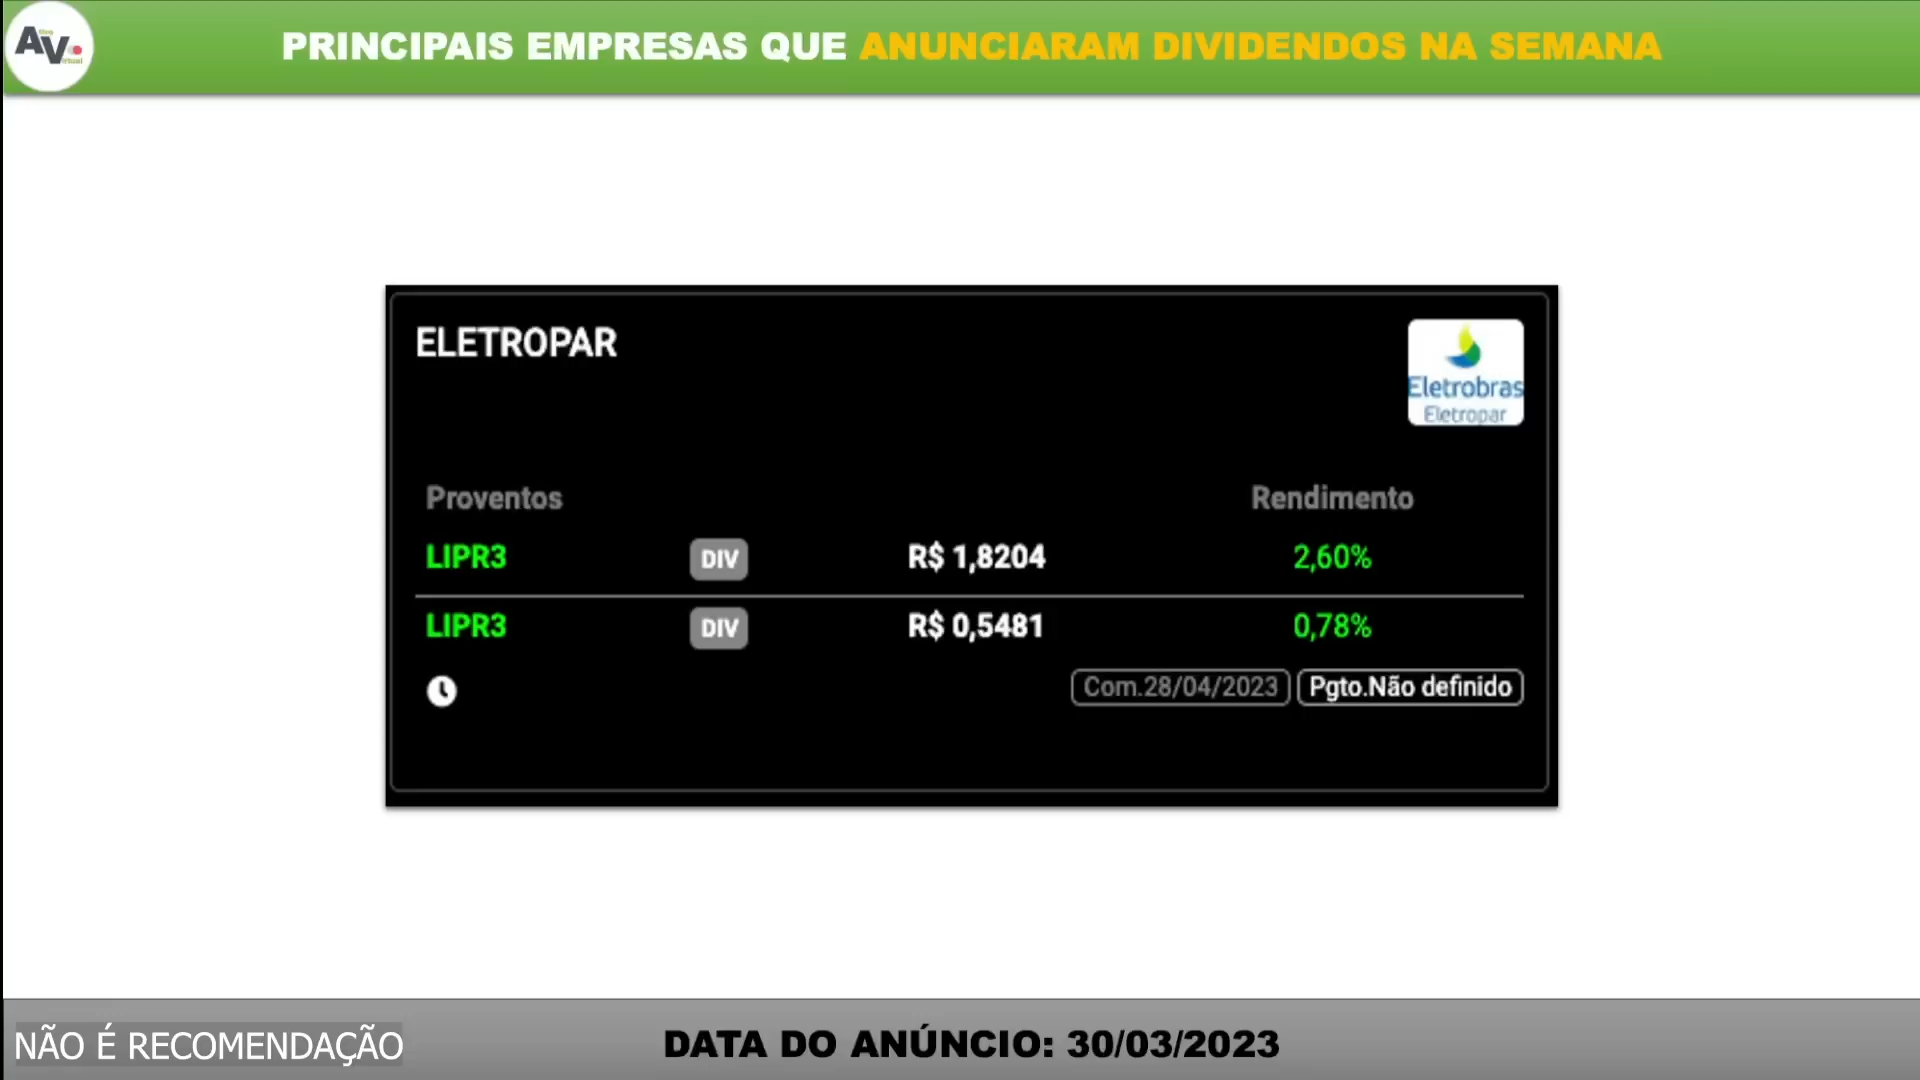 AV.
PRINCIPAIS EMPRESAS QUE ANUNCIARAM DIVIDENDOS NA SEMANA
ELETROPAR
Eletrobras
Eletropar
Proventos Rendimento
LIPR3 DIV R$ 1,8204 2,60%
LIPR3 DIV R$ 0,5481 0,78%
Com.28/04/2023 Pgto.Não definido
NÃO É RECOMENDAÇÃO
DATA DO ANÚNCIO: 30/03/2023